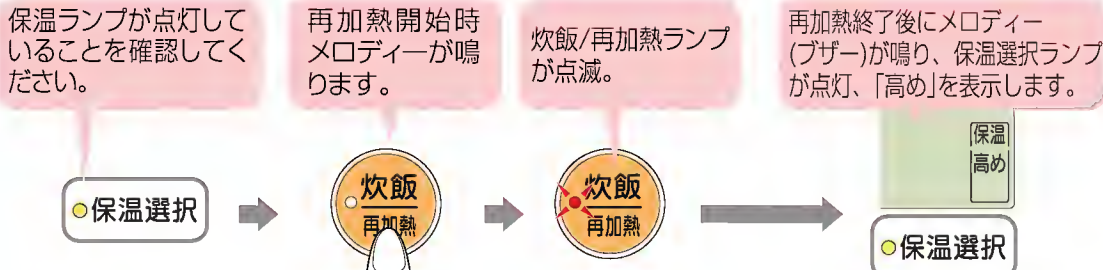 保温ランプが点灯して
いることを確認してく
ださい。
再加熱開始時
メロディーが鳴
ります。
炊飯/再加熱ランプ
が点滅。
再加熱終了後にメロディー
(ブザー)が鳴り、保温選択ランプ
が点灯、「高め」を表示します。
保温選択
炊飯
再加熱
炊飯
再加熱
保温
高め
保温選択